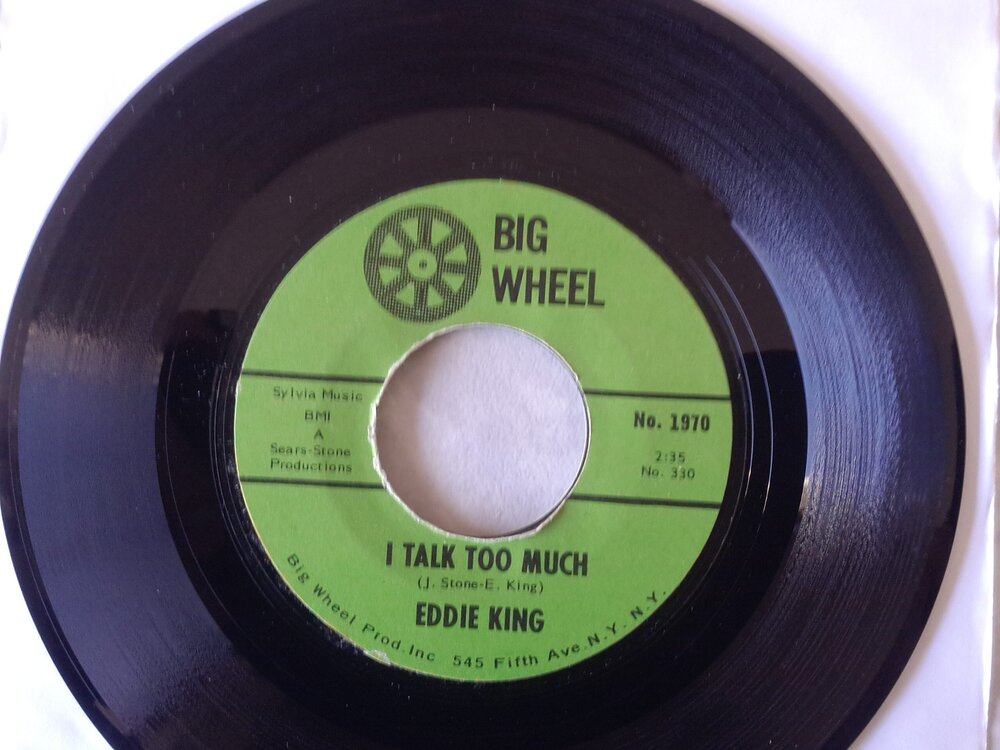 BIG
WHEEL
Sylvia Music
BMI
A
Sears-Stone
Productions
No. 1970
2:35
No. 330
I TALK TOO MUCH
(J. Stone-E. King)
EDDIE KING
Big Wheel Prod. Inc 545 Fifth Ave. N.Y. N.Y.